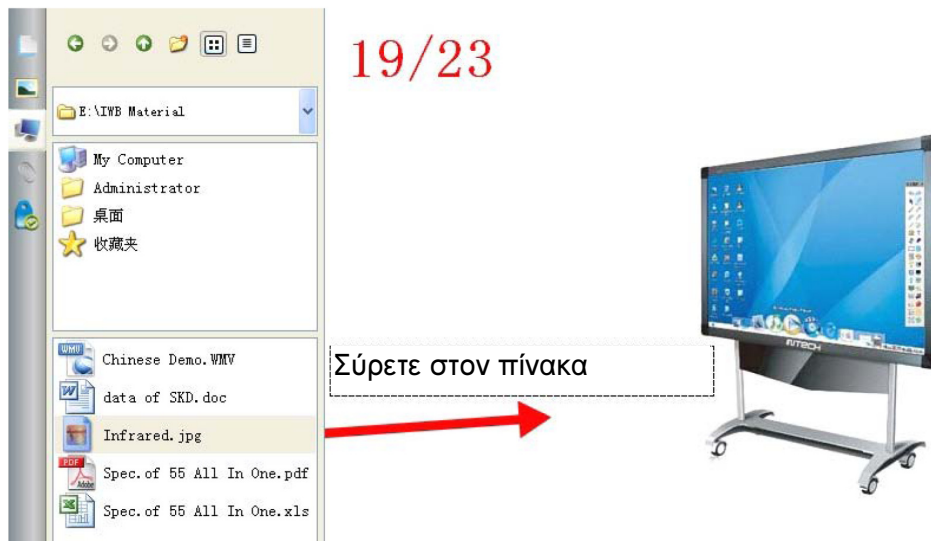 19/23
E:\IWB Material
My Computer
Administrator
桌面
收藏夹
Chinese Demo.WMV
data of SKD.doc
Infrared.jpg
Spec.of 55 All In One.pdf
Spec.of 55 All In One.xls
Σύρετε στον πίνακα